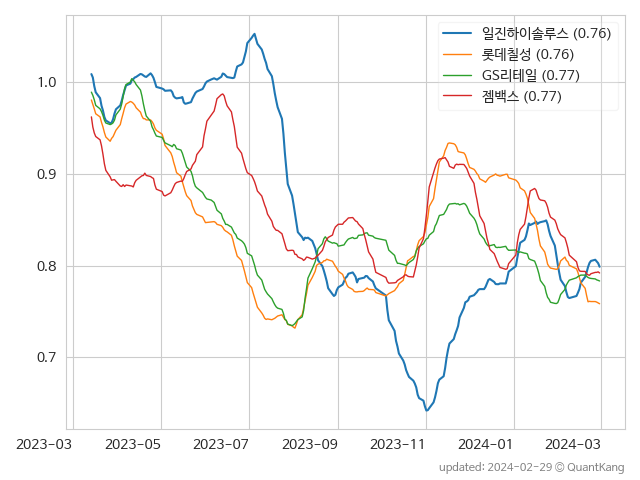 일진하이솔루스 (0.76)
롯데칠성 (0.76)
GS리테일 (0.77)
젬백스 (0.77)
1.0
0.9
0.8
0.7
2023-03 2023-05 2023-07 2023-09 2023-11 2024-01 2024-03
updated: 2024-02-29 © QuantKang